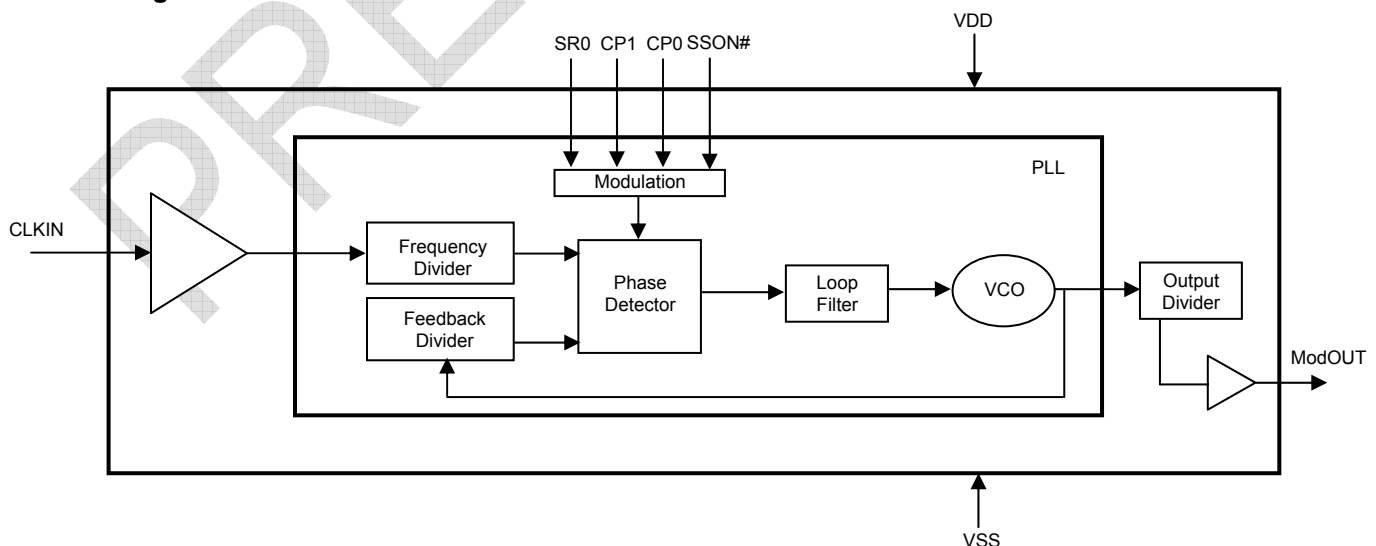 VDD
SR0 CP1 CP0 SSON#
PLL
Modulation
CLKIN
Frequency
Divider
Phase
Detector
Loop
Filter
VCO
Output
Divider
Feedback
Divider
ModOUT
VSS